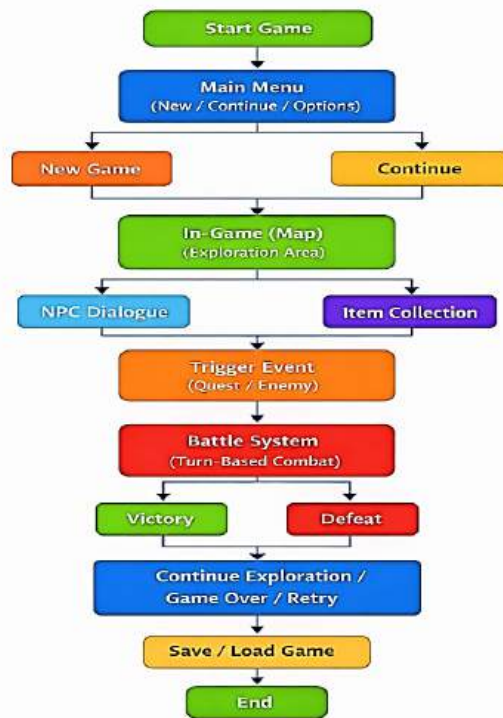 Start Game
Main Menu
(New / Continue / Options)
New Game
Continue
In-Game (Map)
(Exploration Area)
NPC Dialogue
Item Collection
Trigger Event
(Quest / Enemy)
Battle System
(Turn-Based Combat)
Victory
Defeat
Continue Exploration /
Game Over / Retry
Save / Load Game
End